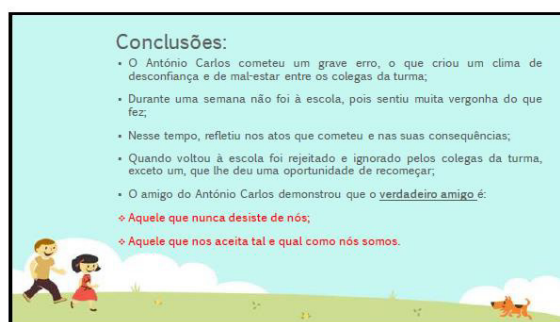 Conclusões:
• O António Carlos cometeu um grave erro, o que criou um clima de
desconfiança e de mal-estar entre os colegas da turma;
• Durante uma semana não foi à escola, pois sentiu muita vergonha do que
fez;
• Nesse tempo, refletiu nos atos que cometeu e nas suas consequências;
• Quando voltou à escola foi rejeitado e ignorado pelos colegas da turma,
exceto um, que lhe deu uma oportunidade de recomeçar;
• O amigo do António Carlos demonstrou que o verdadeiro amigo é:
❖ Aquele que nunca desiste de nós;
❖ Aquele que nos aceita tal e qual como nós somos.